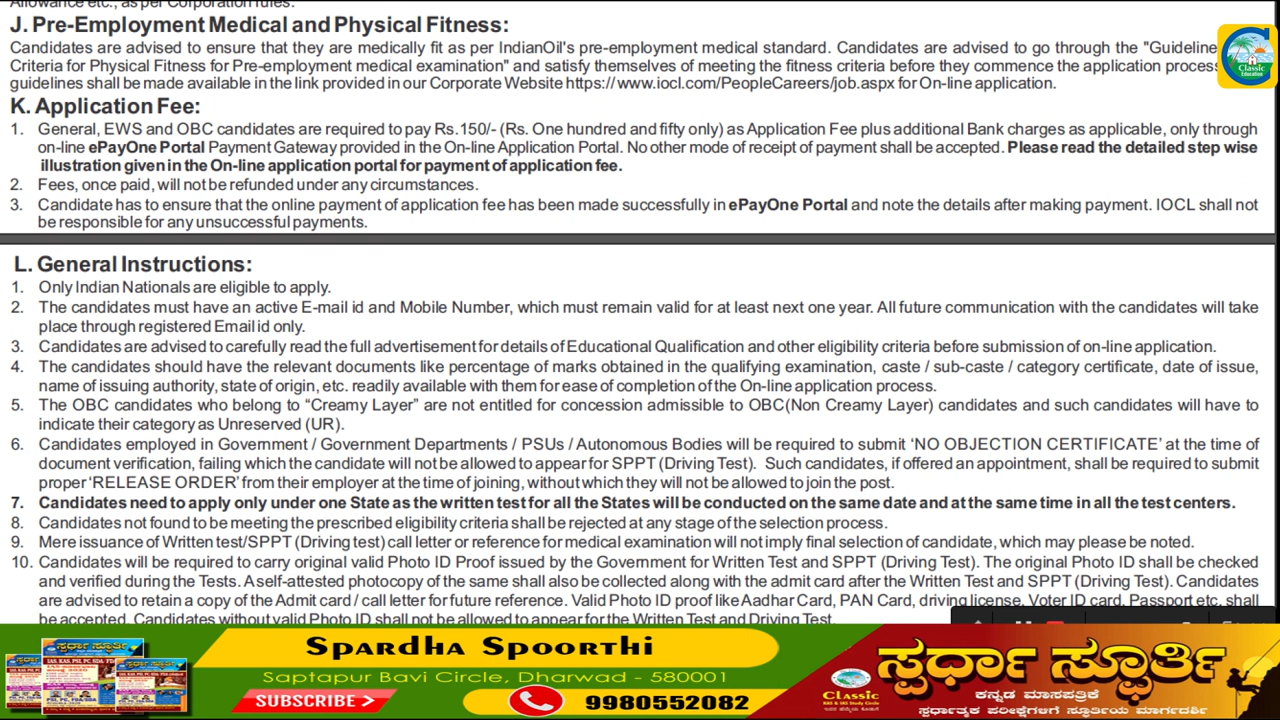 Allowance etc., as per Corporation rules.
J. Pre-Employment Medical and Physical Fitness:
Candidates are advised to ensure that they are medically fit as per IndianOil's pre-employment medical standard. Candidates are advised to go through the "Guideline
Criteria for Physical Fitness for Pre-employment medical examination" and satisfy themselves of meeting the fitness criteria before they commence the application process
guidelines shall be made available in the link provided in our Corporate Website https://www.iocl.com/PeopleCareers/job.aspx for On-line application.
K. Application Fee:
1. General, EWS and OBC candidates are required to pay Rs.150/- (Rs. One hundred and fifty only) as Application Fee plus additional Bank charges as applicable, only through
on-line ePayOne Portal Payment Gateway provided in the On-line Application Portal. No other mode of receipt of payment shall be accepted. Please read the detailed step wise
illustration given in the On-line application portal for payment of application fee.
2. Fees, once paid, will not be refunded under any circumstances.
3. Candidate has to ensure that the online payment of application fee has been made successfully in ePayOne Portal and note the details after making payment. IOCL shall not
be responsible for any unsuccessful payments.
L. General Instructions:
1. Only Indian Nationals are eligible to apply.
2. The candidates must have an active E-mail id and Mobile Number, which must remain valid for at least next one year. All future communication with the candidates will take
place through registered Email id only.
3. Candidates are advised to carefully read the full advertisement for details of Educational Qualification and other eligibility criteria before submission of on-line application.
4. The candidates should have the relevant documents like percentage of marks obtained in the qualifying examination, caste / sub-caste / category certificate, date of issue,
name of issuing authority, state of origin, etc. readily available with them for ease of completion of the On-line application process.
5. The OBC candidates who belong to “Creamy Layer” are not entitled for concession admissible to OBC(Non Creamy Layer) candidates and such candidates will have to
indicate their category as Unreserved (UR).
6. Candidates employed in Government / Government Departments / PSUs / Autonomous Bodies will be required to submit ‘NO OBJECTION CERTIFICATE’ at the time of
document verification, failing which the candidate will not be allowed to appear for SPPT (Driving Test). Such candidates, if offered an appointment, shall be required to submit
proper ‘RELEASE ORDER’ from their employer at the time of joining, without which they will not be allowed to join the post.
7. Candidates need to apply only under one State as the written test for all the States will be conducted on the same date and at the same time in all the test centers.
8. Candidates not found to be meeting the prescribed eligibility criteria shall be rejected at any stage of the selection process.
9. Mere issuance of Written test/SPPT (Driving test) call letter or reference for medical examination will not imply final selection of candidate, which may please be noted.
10. Candidates will be required to carry original valid Photo ID Proof issued by the Government for Written Test and SPPT (Driving Test). The original Photo ID shall be checked
and verified during the Tests. A self-attested photocopy of the same shall also be collected along with the admit card after the Written Test and SPPT (Driving Test). Candidates
are advised to retain a copy of the Admit card / call letter for future reference. Valid Photo ID proof like Aadhar Card, PAN Card, driving license, Voter ID card, Passport etc. shall
be accepted. Candidates without valid Photo ID shall not be allowed to appear for the Written Test and Driving Test.
Classic
Education
Spardha Spoorthi
Saptapur Bavi Circle, Dharwad - 580001
SUBSCRIBE >
9980552082
ಸ್ಪರ್ಧಾ ಸ್ಫೂರ್ತಿ
ಕನ್ನಡ ಮಾಸಪತ್ರಿಕೆ
ಸ್ಪರ್ಧಾತ್ಮಕ ಪರೀಕ್ಷೆಗಳಿಗೆ ಸ್ಫೂರ್ತಿಯ ಮಾರ್ಗದರ್ಶಿ
Classic